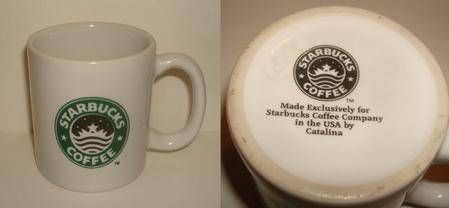 STARBUCKS
COFFEE
™
STARBUCKS
COFFEE
™
Made Exclusively for
Starbucks Coffee Company
in the USA by
Catalina